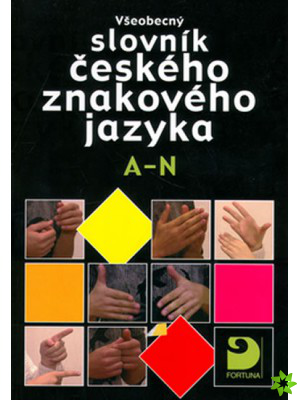 Všeobecný
slovník
českého
znakového
jazyka
A–N
FORTUNA